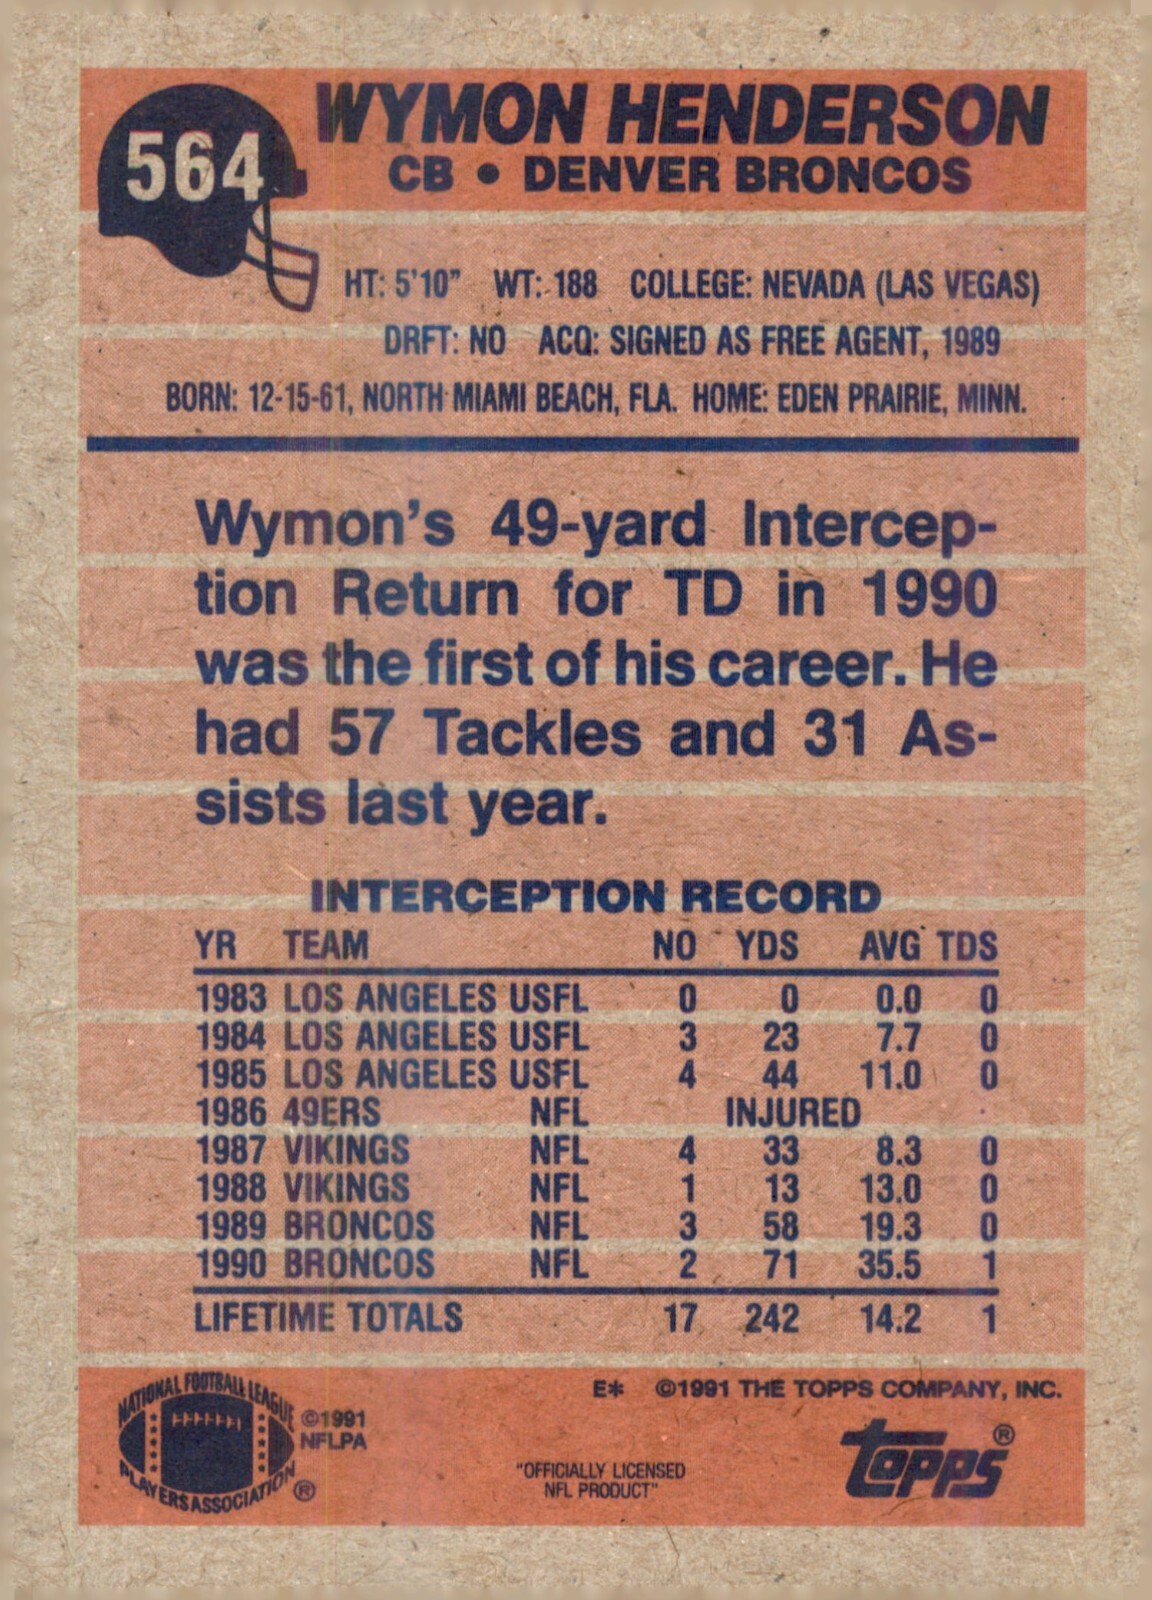 564
WYMON HENDERSON
CB • DENVER BRONCOS
HT: 5'10" WT: 188 COLLEGE: NEVADA (LAS VEGAS)
DRFT: NO ACQ: SIGNED AS FREE AGENT, 1989
BORN: 12-15-61, NORTH MIAMI BEACH, FLA. HOME: EDEN PRAIRIE, MINN.
Wymon's 49-yard Intercep-
tion Return for TD in 1990
was the first of his career. He
had 57 Tackles and 31 As-
sists last year.
INTERCEPTION RECORD
YR TEAM NO YDS AVG TDS
1983 LOS ANGELES USFL 0 0 0.0 0
1984 LOS ANGELES USFL 3 23 7.7 0
1985 LOS ANGELES USFL 4 44 11.0 0
1986 49ERS NFL INJURED
1987 VIKINGS NFL 4 33 8.3 0
1988 VIKINGS NFL 1 13 13.0 0
1989 BRONCOS NFL 3 58 19.3 0
1990 BRONCOS NFL 2 71 35.5 1
LIFETIME TOTALS 17 242 14.2 1
E* ©1991 THE TOPPS COMPANY, INC.
NATIONAL FOOTBALL LEAGUE
PLAYERS ASSOCIATION ®
©1991
NFLPA
"OFFICIALLY LICENSED
NFL PRODUCT"
topps®